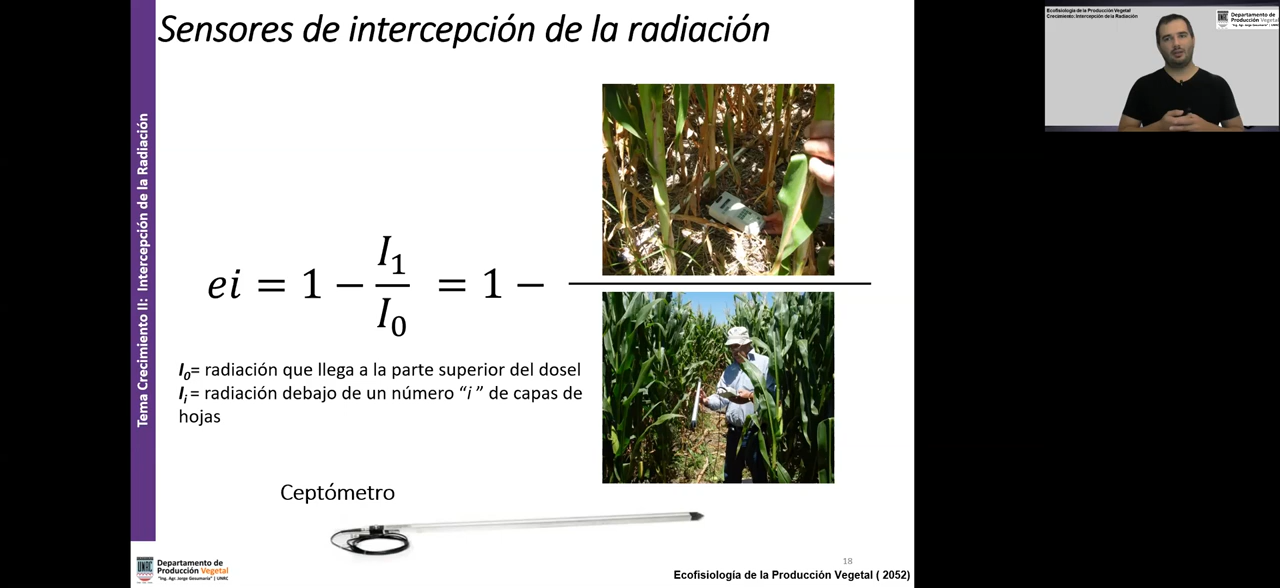 Sensores de intercepción de la radiación
Tema Crecimiento II: Intercepción de la Radiación
ei = 1 − I1/I0 = 1 −
I0= radiación que llega a la parte superior del dosel
Ii= radiación debajo de un número “i ” de capas de
hojas
Ceptómetro
UNRC
Departamento de
Producción Vegetal
"Ing. Agr. Jorge Gesumaría" | UNRC
18
Ecofisiología de la Producción Vegetal ( 2052)
Ecofisiología de la Producción Vegetal
Crecimiento: Intercepción de la Radiación
Departamento de
Producción Vegetal